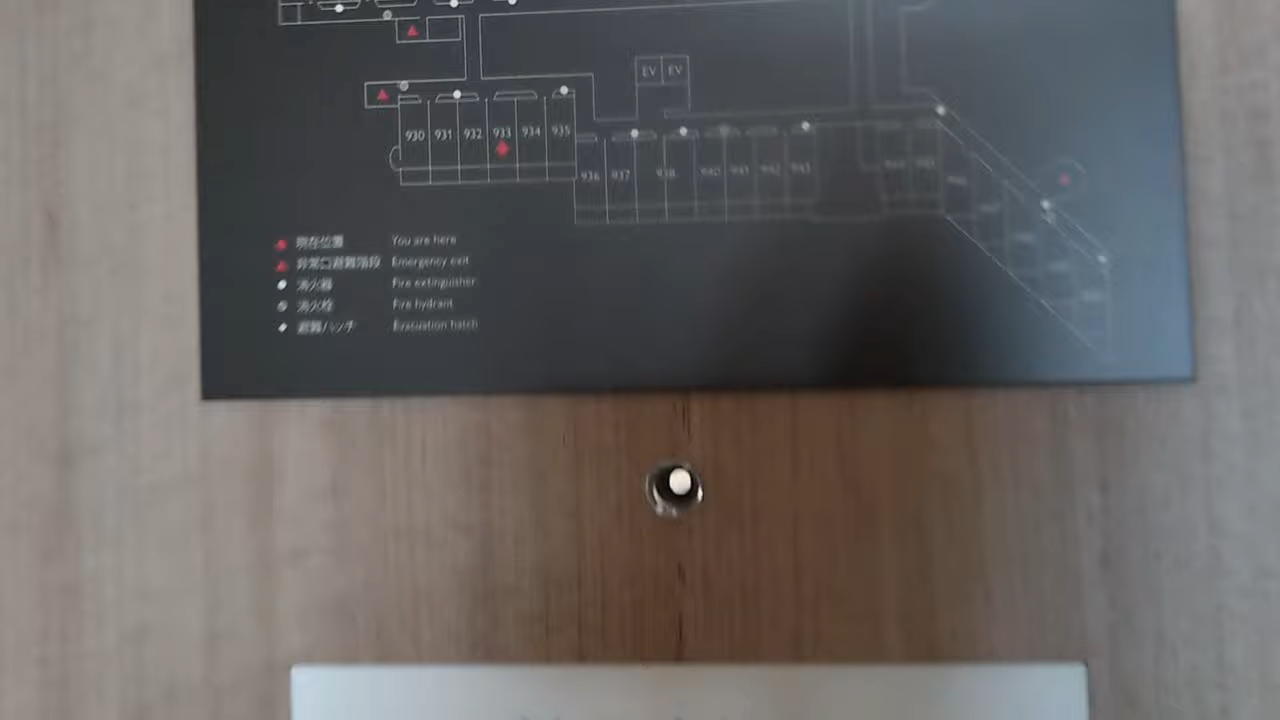 EV EV
930 931 932 933 934 935
936 937 938 940 941 942 943
現在位置 You are here
非常口避難階段 Emergency exit
消火器 Fire extinguisher
消火栓 Fire hydrant
避難ハッチ Evacuation hatch